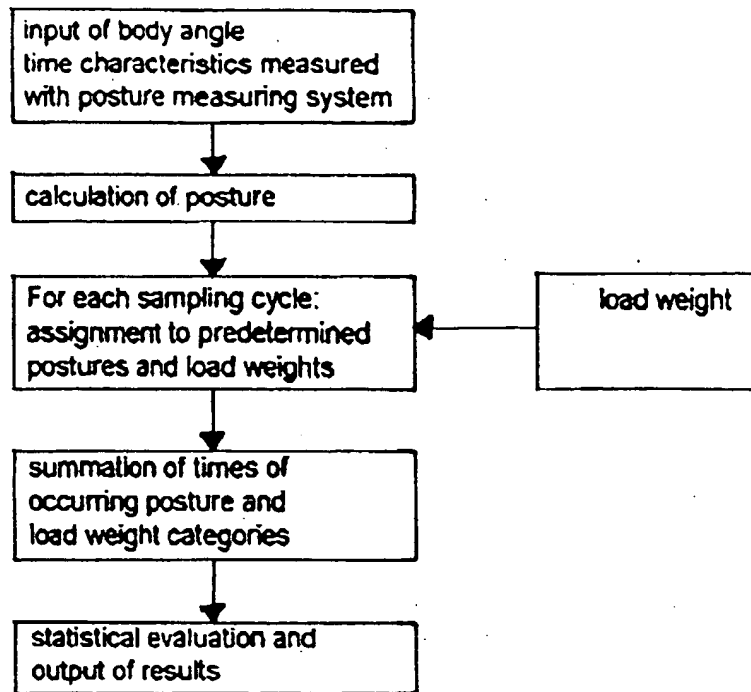 input of body angle
time characteristics measured
with posture measuring system
calculation of posture
For each sampling cycle:
assignment to predetermined
postures and load weights
load weight
summation of times of
occurring posture and
load weight categories
statistical evaluation and
output of results